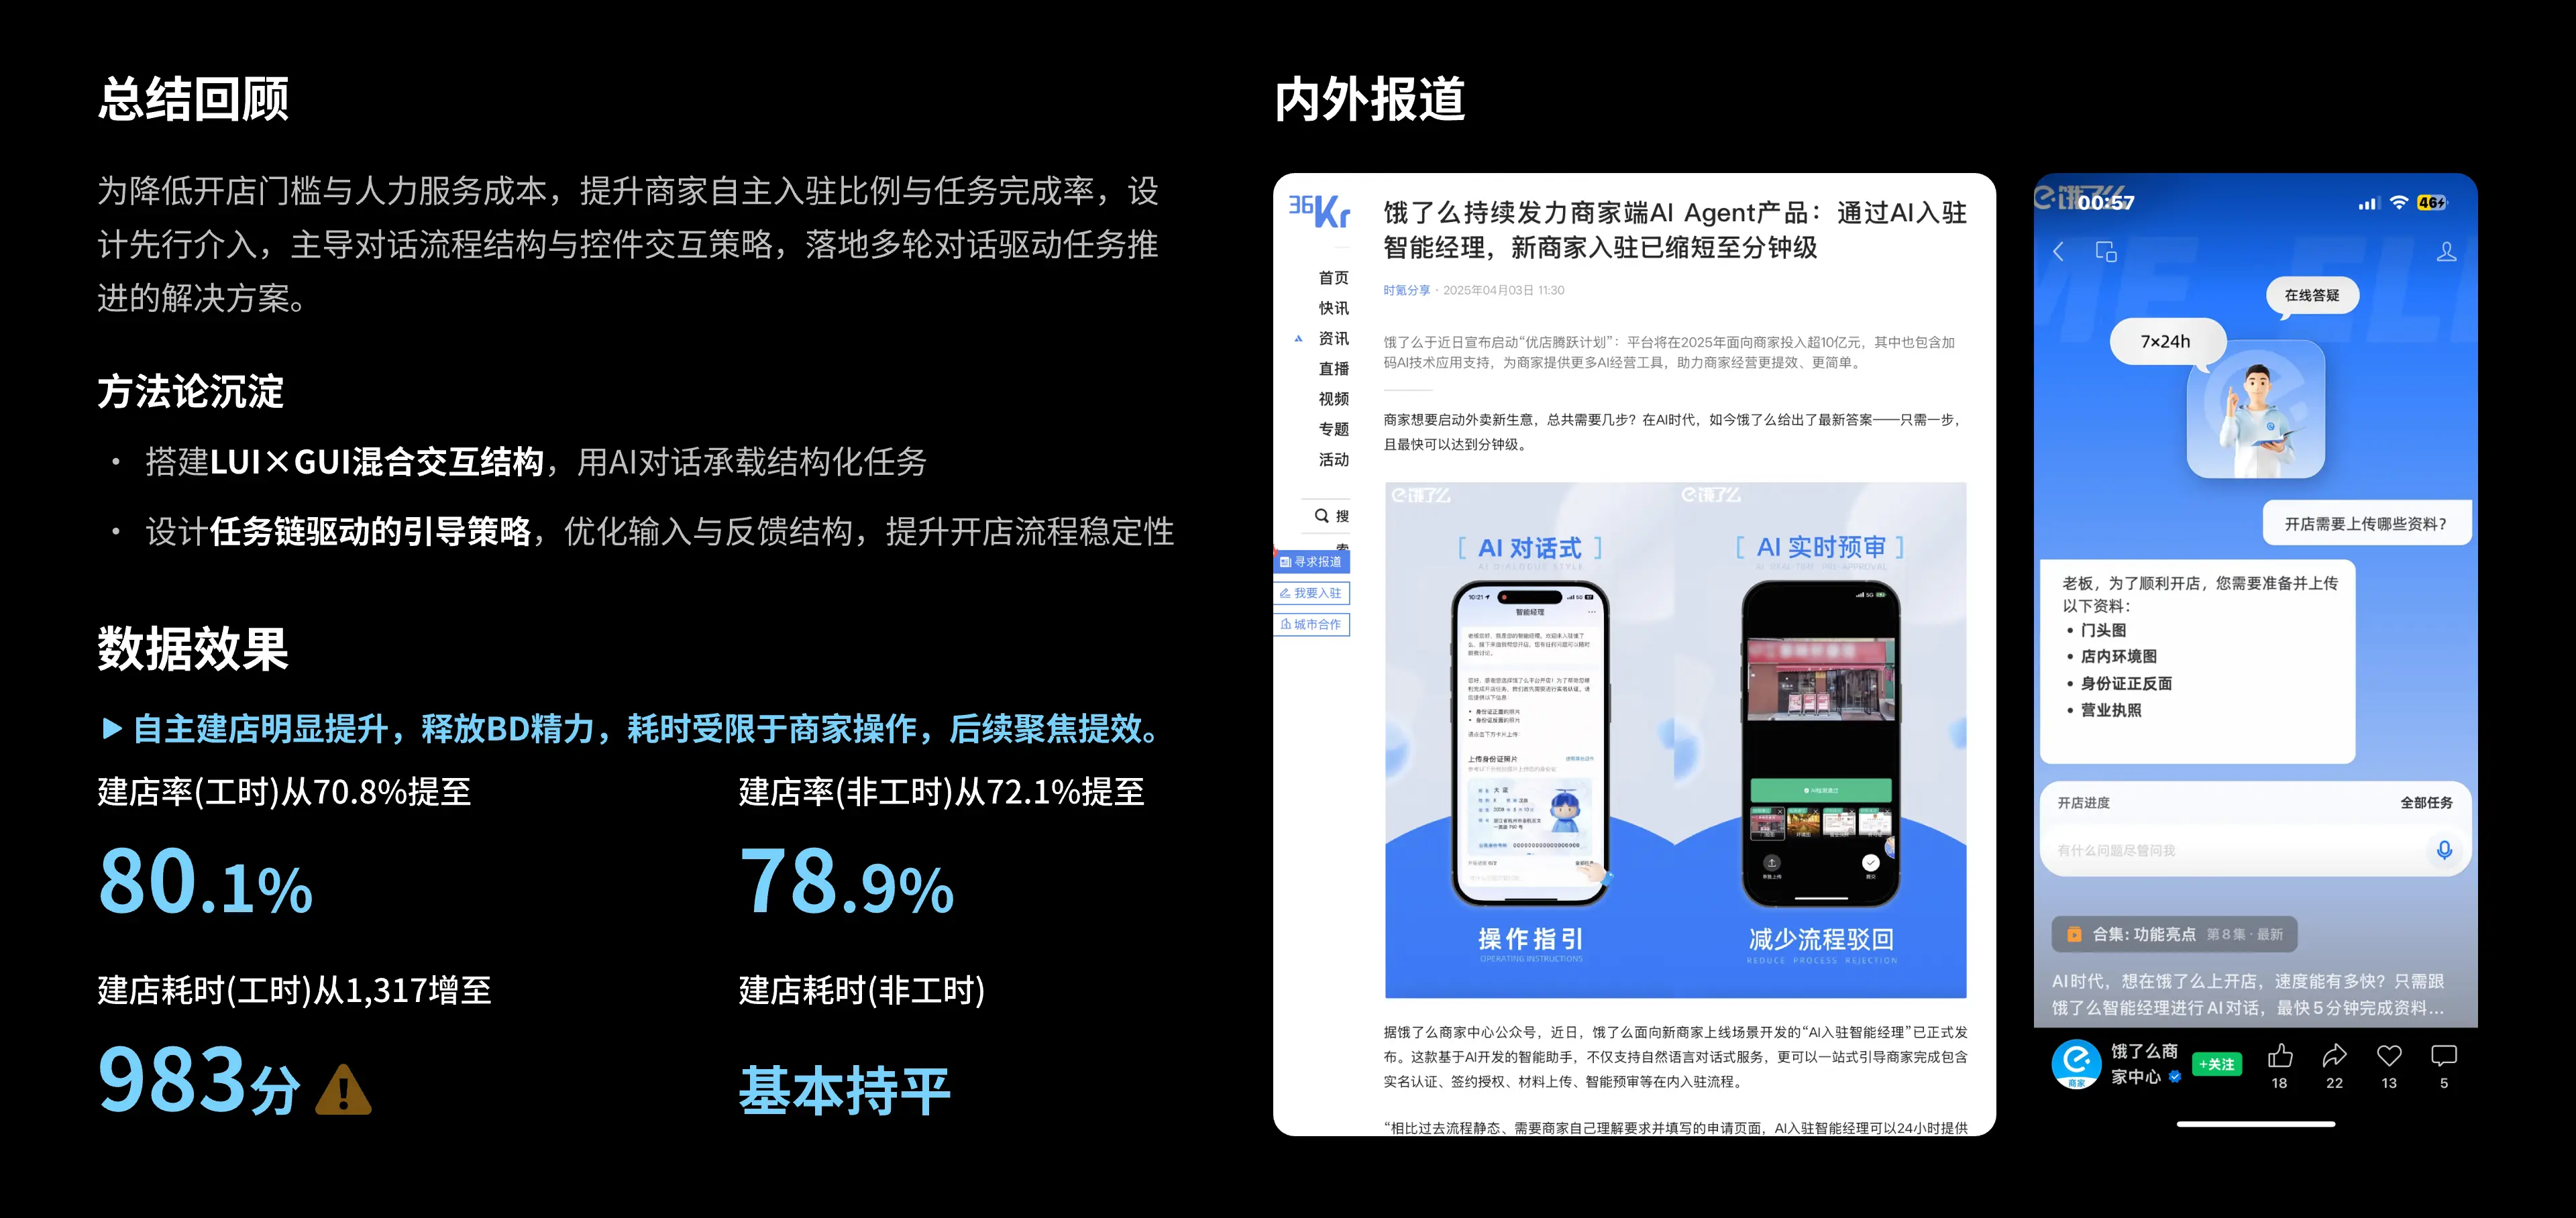 总结回顾
为降低开店门槛与人力服务成本，提升商家自主入驻比例与任务完成率，设
计先行介入，主导对话流程结构与控件交互策略，落地多轮对话驱动任务推
进的解决方案。
方法论沉淀
• 搭建LUI×GUI混合交互结构，用AI对话承载结构化任务
• 设计任务链驱动的引导策略，优化输入与反馈结构，提升开店流程稳定性
数据效果
▶自主建店明显提升，释放BD精力，耗时受限于商家操作，后续聚焦提效。
建店率(工时)从70.8%提至
80.1%
建店率(非工时)从72.1%提至
78.9%
建店耗时(工时)从1,317增至
983分
建店耗时(非工时)
基本持平
内外报道
36Kr
首页
快讯
资讯
直播
视频
专题
活动
搜
索
寻求报道
我要入驻
城市合作
饿了么持续发力商家端AI Agent产品：通过AI入驻
智能经理，新商家入驻已缩短至分钟级
时氪分享 · 2025年04月03日 11:30
饿了么于近日宣布启动“优店腾跃计划”：平台将在2025年面向商家投入超10亿元，其中也包含加
码AI技术应用支持，为商家提供更多AI经营工具，助力商家经营更提效、更简单。
商家想要启动外卖新生意，总共需要几步？在AI时代，如今饿了么给出了最新答案——只需一步，
且最快可以达到分钟级。
饿了么
[ AI 对话式 ]
AI DIALOGUE STYLE
10:21
5G
智能经理
请点击下方卡片上传
上传身份证照片
操作指引
OPERATING INSTRUCTIONS
饿了么
[ AI 实时预审 ]
AI REAL-TIME PRE-APPROVAL
5G
减少流程驳回
REDUCE PROCESS REJECTION
据饿了么商家中心公众号，近日，饿了么面向新商家上线场景开发的“AI入驻智能经理”已正式发
布。这款基于AI开发的智能助手，不仅支持自然语言对话式服务，更可以一站式引导商家完成包含
实名认证、签约授权、材料上传、智能预审等在内入驻流程。
“相比过去流程静态、需要商家自己理解要求并填写的申请页面，AI入驻智能经理可以24小时提供
饿了么
00:57
46
在线答疑
7×24h
开店需要上传哪些资料？
老板，为了顺利开店，您需要准备并上传
以下资料：
• 门头图
• 店内环境图
• 身份证正反面
• 营业执照
开店进度
全部任务
有什么问题尽管问我
合集：功能亮点 第8集 · 最新
AI时代，想在饿了么上开店，速度能有多快？只需跟
饿了么智能经理进行AI对话，最快5分钟完成资料...
商家
饿了么商
家中心
+关注
18
22
13
5